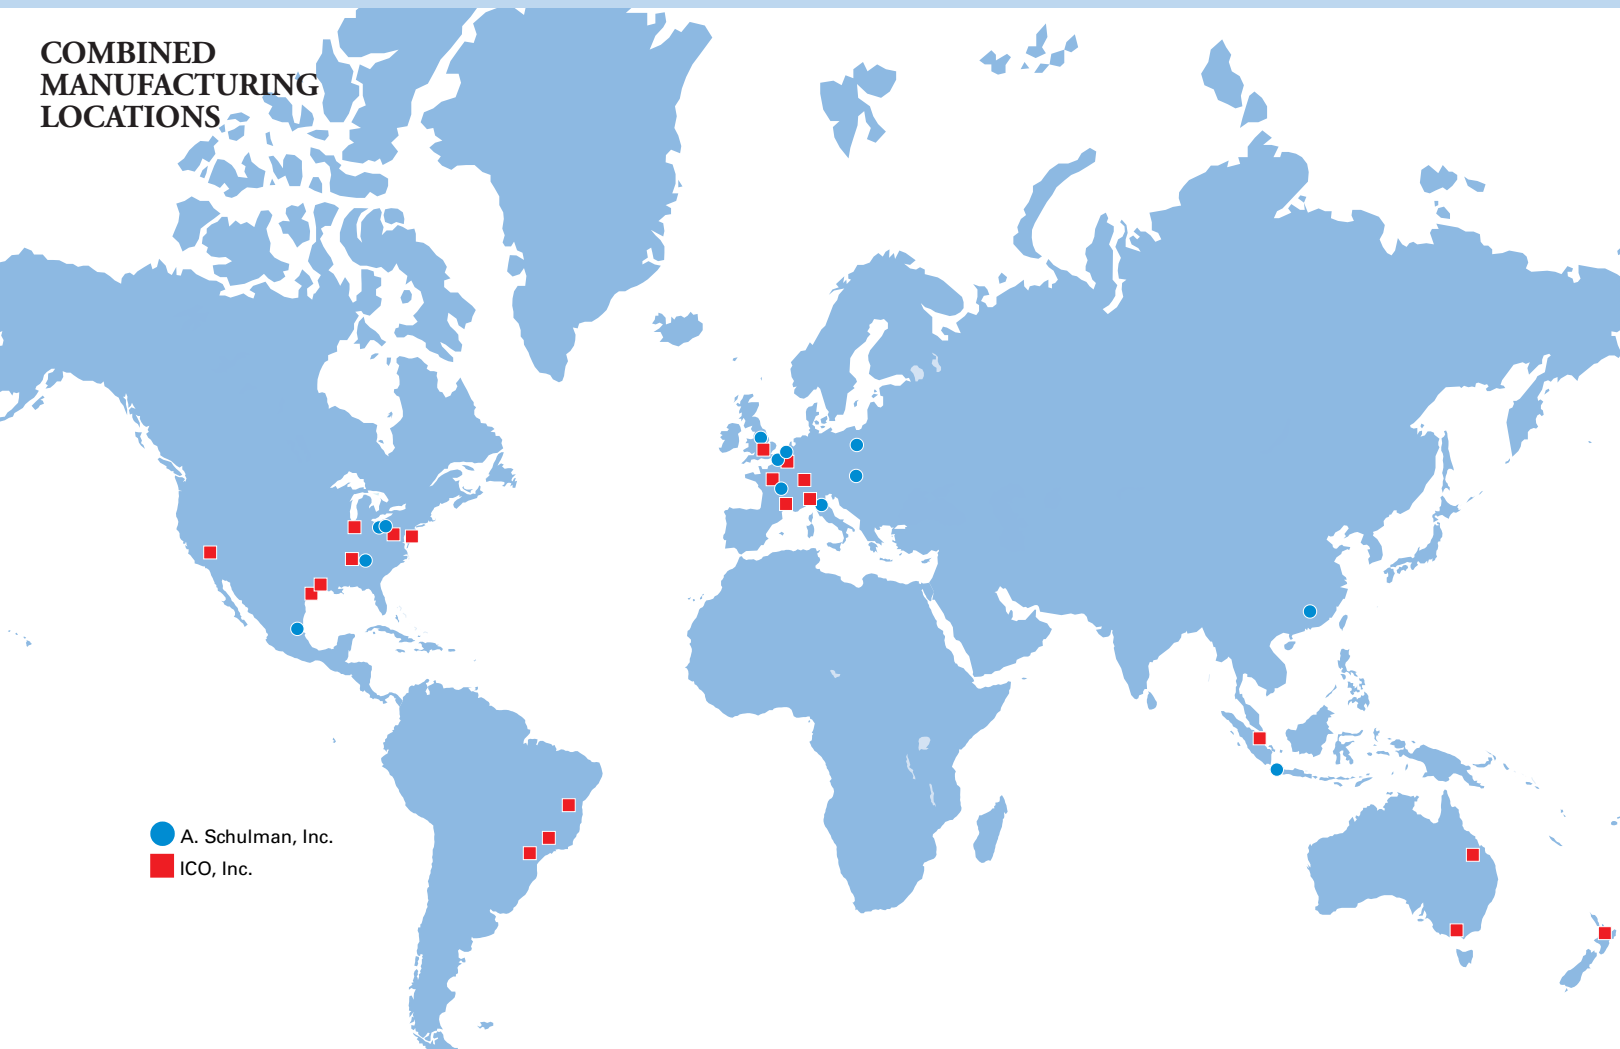 COMBINED
MANUFACTURING
LOCATIONS
A. Schulman, Inc.
ICO, Inc.